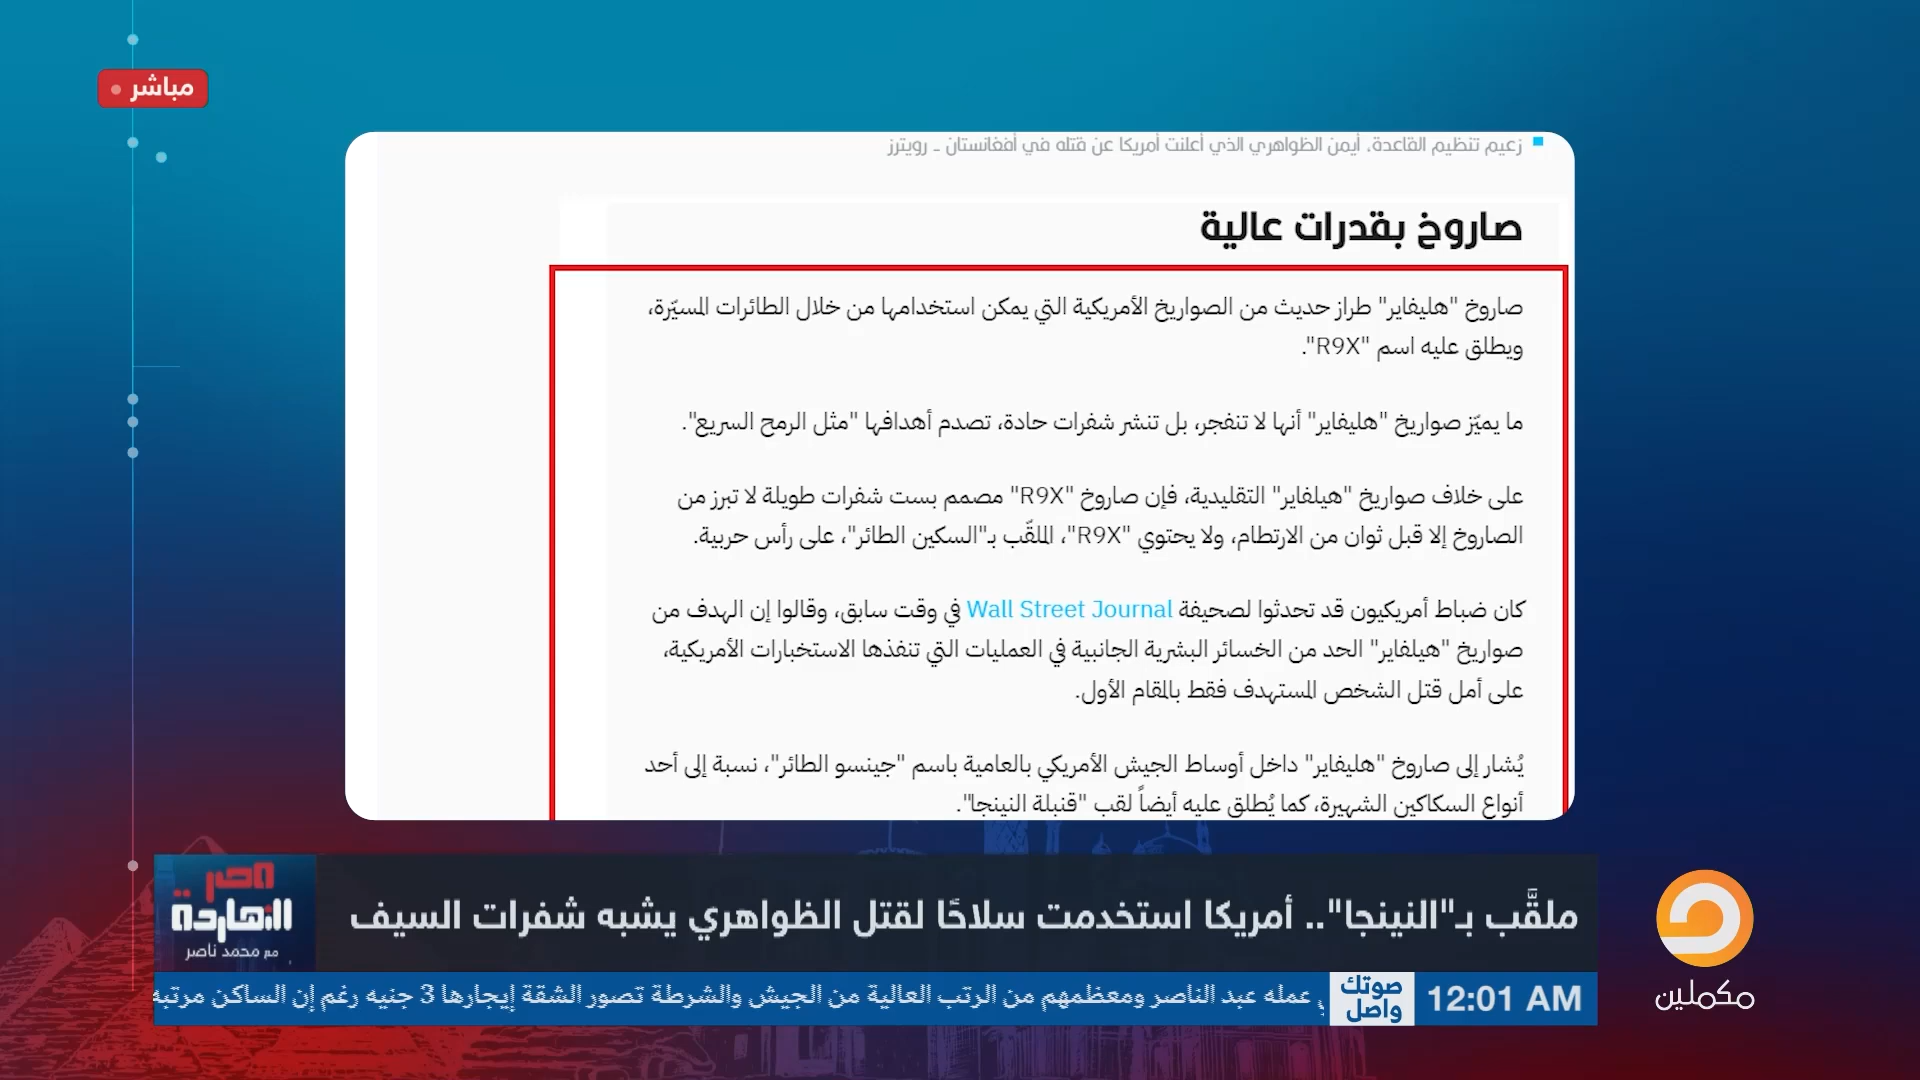 مباشر
زعيم تنظيم القاعدة، أيمن الظواهري الذي أعلنت أمريكا عن قتله في أفغانستان - رويترز
صاروخ بقدرات عالية
صاروخ "هليفاير" طراز حديث من الصواريخ الأمريكية التي يمكن استخدامها من خلال الطائرات المسيّرة،
ويطلق عليه اسم "R9X".
ما يميّز صواريخ "هليفاير" أنها لا تنفجر، بل تنشر شفرات حادة، تصدم أهدافها "مثل الرمح السريع".
على خلاف صواريخ "هيلفاير" التقليدية، فإن صاروخ "R9X" مصمم بست شفرات طويلة لا تبرز من
الصاروخ إلا قبل ثوان من الارتطام، ولا يحتوي "R9X"، الملقّب بـ"السكين الطائر"، على رأس حربية.
كان ضباط أمريكيون قد تحدثوا لصحيفة Wall Street Journal في وقت سابق، وقالوا إن الهدف من
صواريخ "هيلفاير" الحد من الخسائر البشرية الجانبية في العمليات التي تنفذها الاستخبارات الأمريكية،
على أمل قتل الشخص المستهدف فقط بالمقام الأول.
يُشار إلى صاروخ "هليفاير" داخل أوساط الجيش الأمريكي بالعامية باسم "جينسو الطائر"، نسبة إلى أحد
أنواع السكاكين الشهيرة، كما يُطلق عليه أيضاً لقب "قنبلة النينجا".
ملقَّب بـ"النينجا".. أمريكا استخدمت سلاحًا لقتل الظواهري يشبه شفرات السيف
مصر
النهاردة
مع محمد ناصر
12:01 AM
صوتك
واصل
عمله عبد الناصر ومعظمهم من الرتب العالية من الجيش والشرطة تصور الشقة إيجارها 3 جنيه رغم إن الساكن مرتبه
مكملين